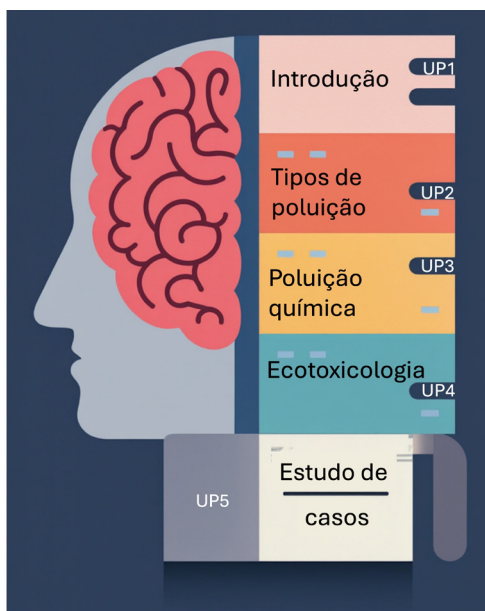 Introdução
UP1
Tipos de
poluição
UP2
UP3
Poluição
química
Ecotoxicologia
UP4
Estudo de
UP5
casos